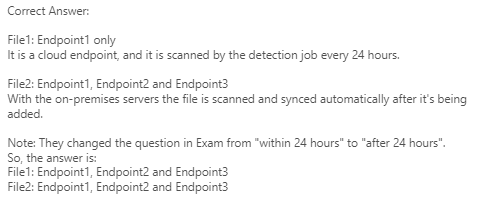 Correct Answer:
File1: Endpoint1 only
It is a cloud endpoint, and it is scanned by the detection job every 24 hours.
File2: Endpoint1, Endpoint2 and Endpoint3
With the on-premises servers the file is scanned and synced automatically after it's being
added.
Note: They changed the question in Exam from "within 24 hours" to "after 24 hours".
So, the answer is:
File1: Endpoint1, Endpoint2 and Endpoint3
File2: Endpoint1, Endpoint2 and Endpoint3